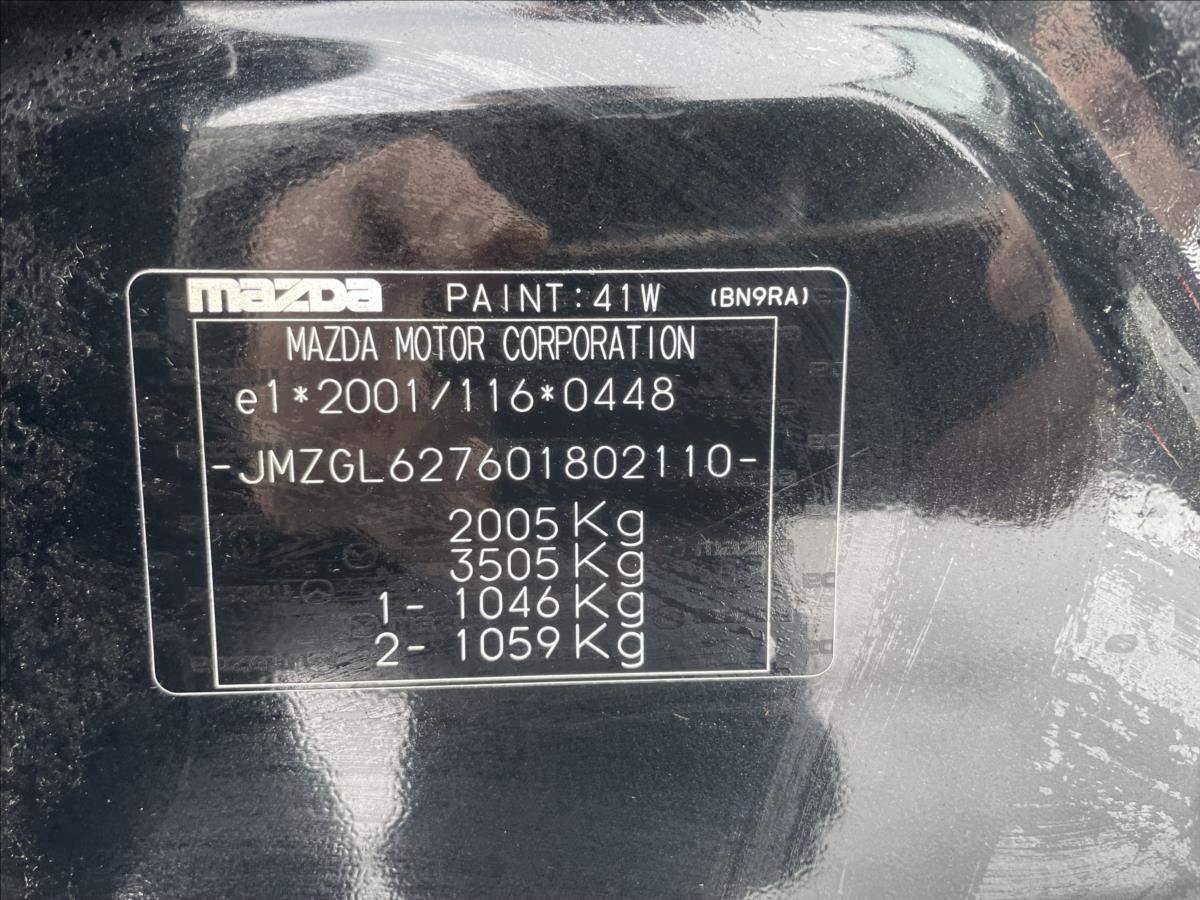 mazda PAINT:41W (BN9RA)
MAZDA MOTOR CORPORATION
e1*2001/116*0448
-JMZGL627601802110-
2005Kg
3505Kg
1- 1046Kg
2- 1059Kg